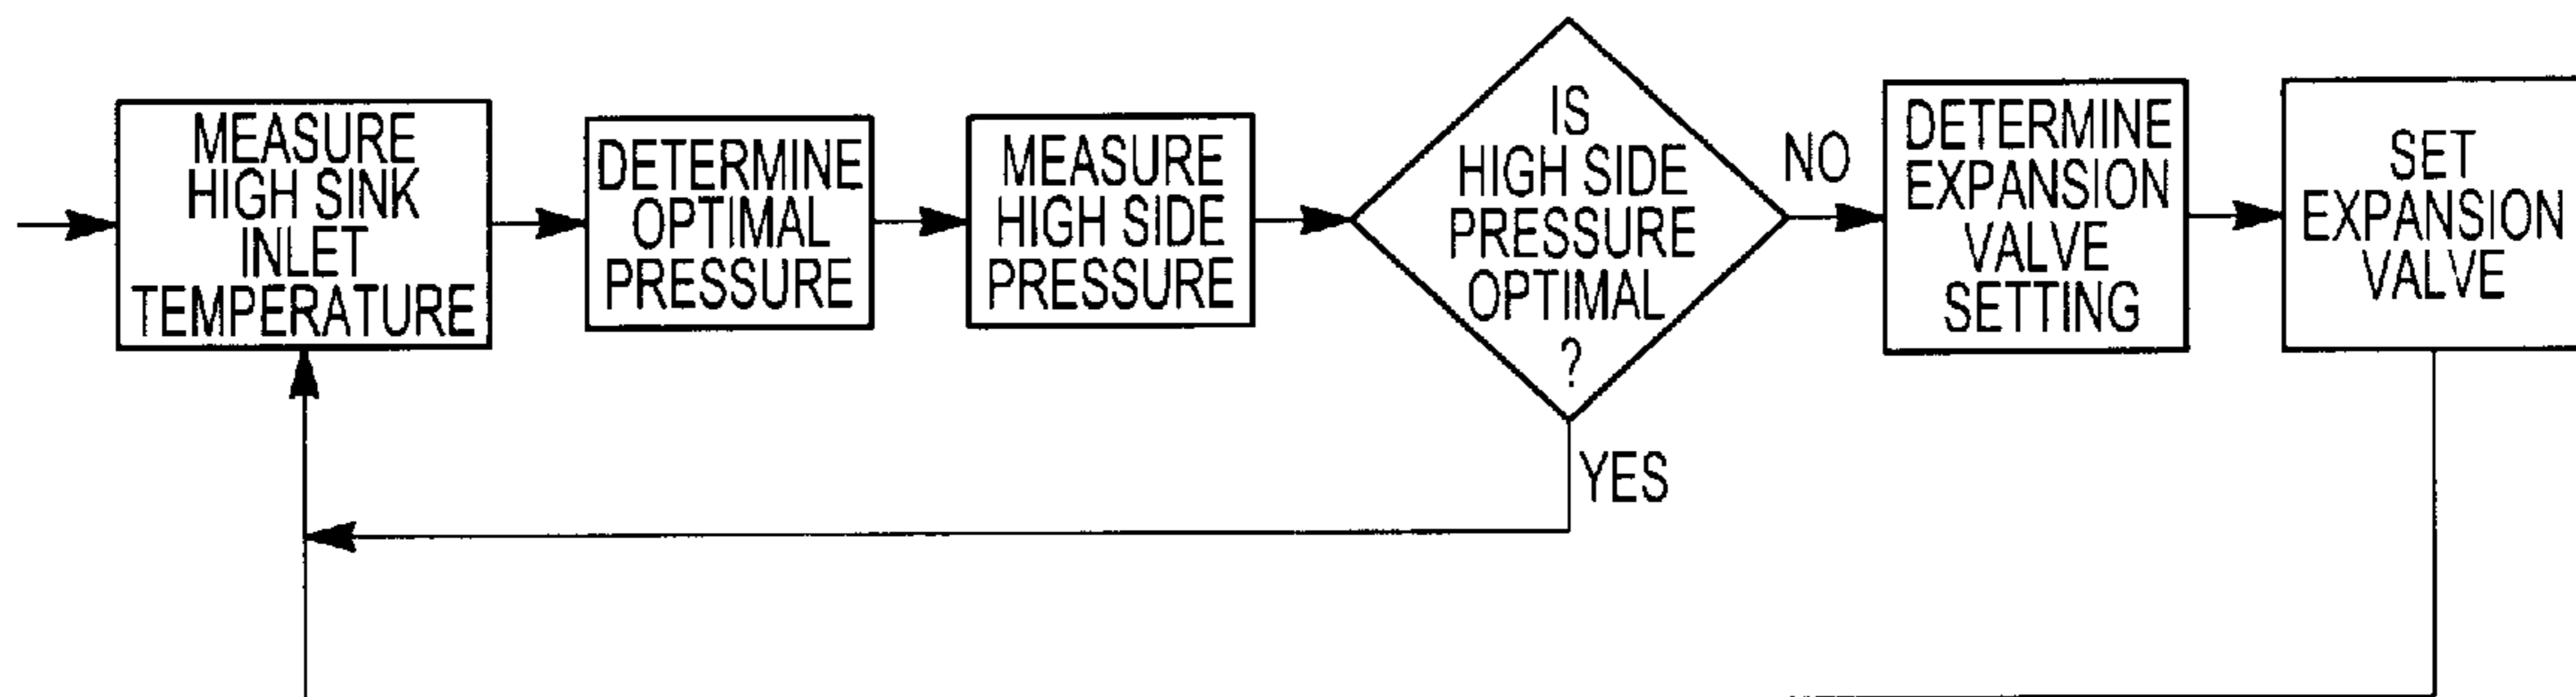 MEASURE
HIGH SINK
INLET
TEMPERATURE
DETERMINE
OPTIMAL
PRESSURE
MEASURE
HIGH SIDE
PRESSURE
IS
HIGH SIDE
PRESSURE
OPTIMAL
?
NO
YES
DETERMINE
EXPANSION
VALVE
SETTING
SET
EXPANSION
VALVE